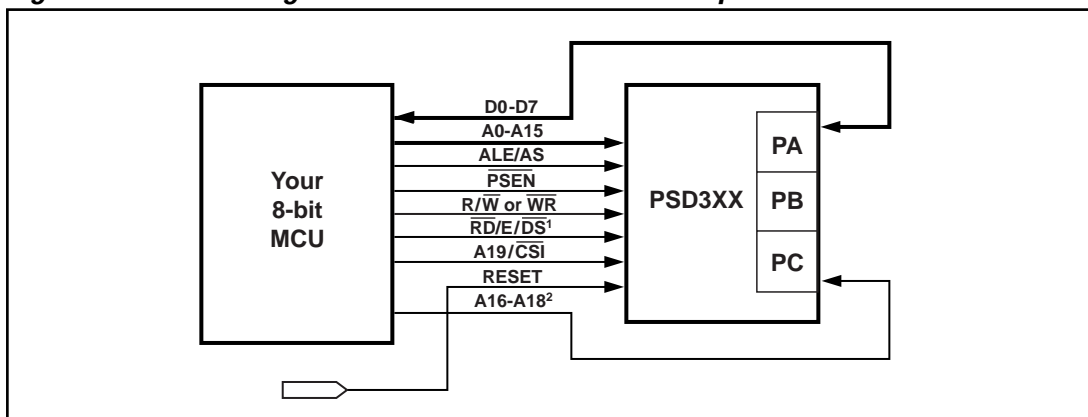 Your
8-bit
MCU
D0-D7
A0-A15
ALE/AS
PSEN
R/W or WR
RD/E/DS¹
A19/CSI
RESET
A16-A18²
PSD3XX
PA
PB
PC